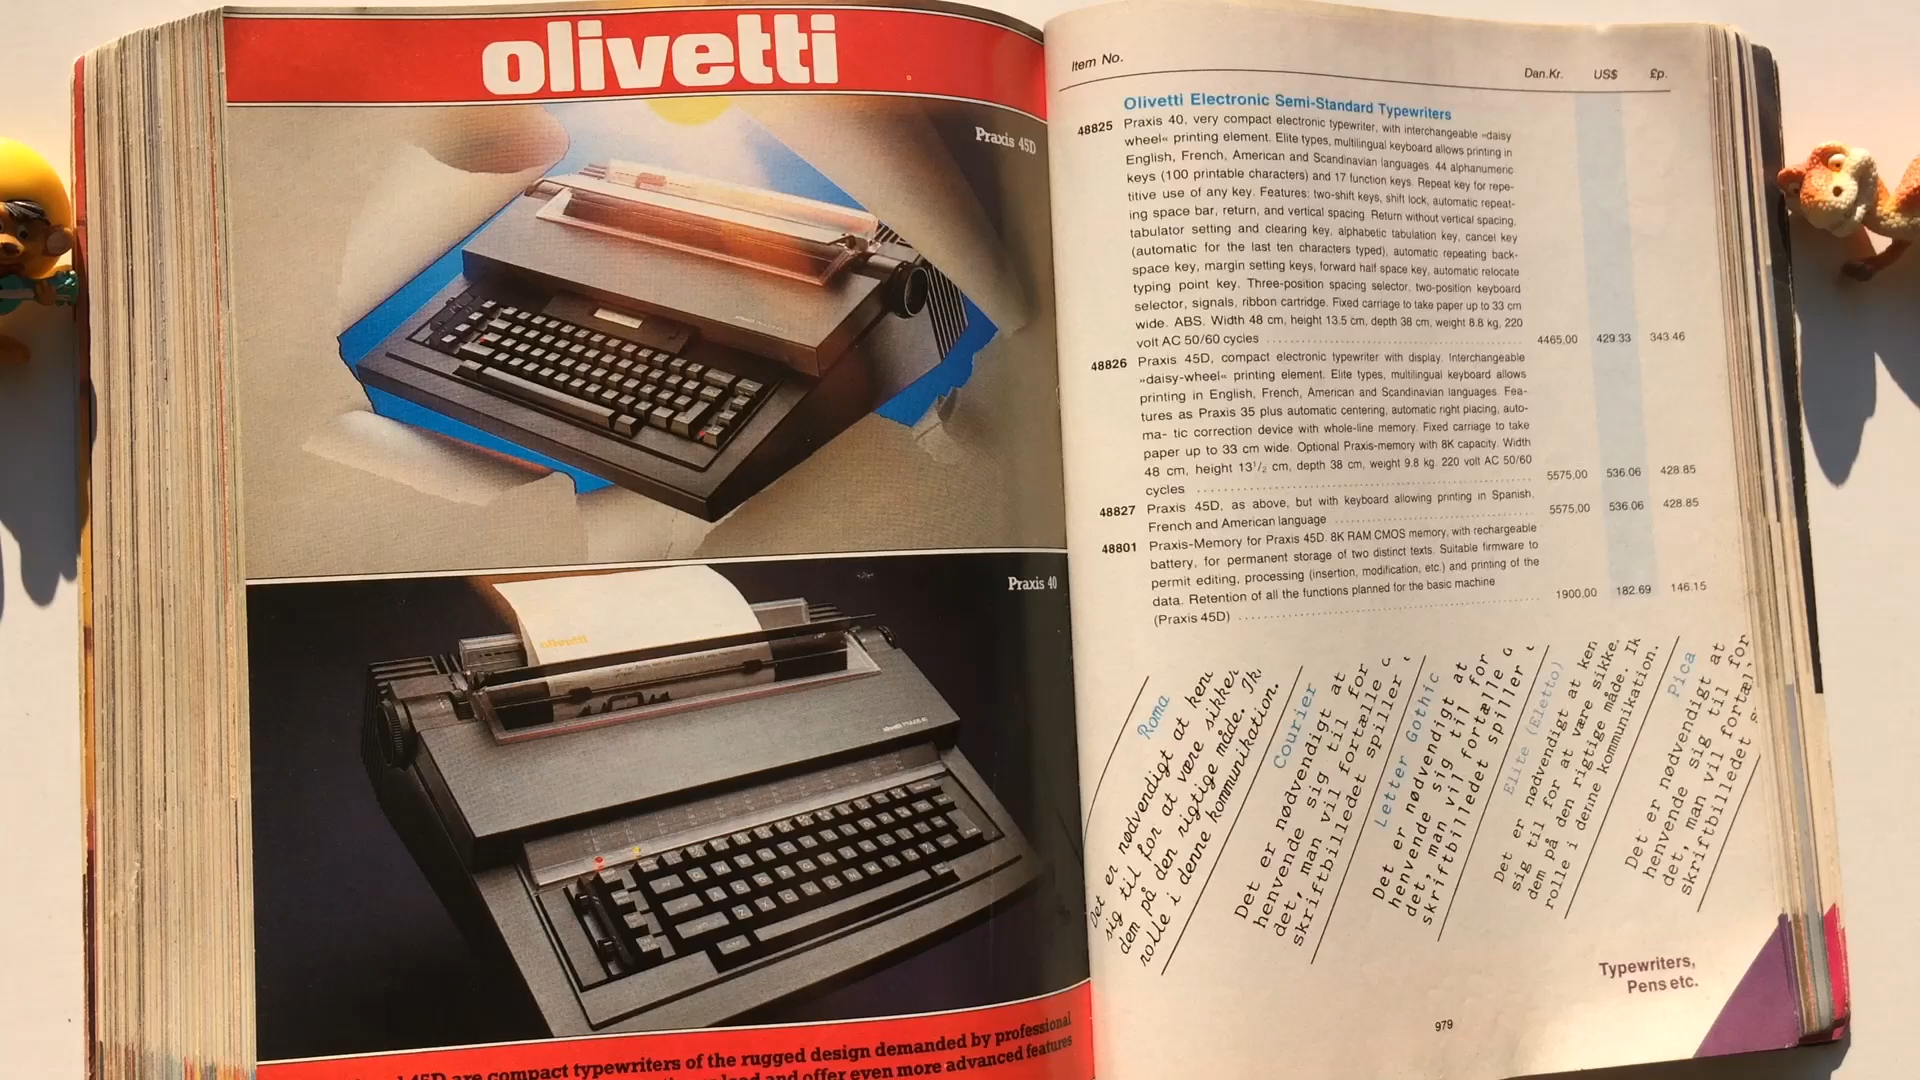 olivetti
Praxis 45D
Praxis 40
olivetti
45D are compact typewriters of the rugged design demanded by professional
and offer even more advanced features
Item No.
Dan.Kr. US$ £p.
Olivetti Electronic Semi-Standard Typewriters
48825 Praxis 40, very compact electronic typewriter, with interchangeable »daisy
wheel« printing element. Elite types, multilingual keyboard allows printing in
English, French, American and Scandinavian languages. 44 alphanumeric
keys (100 printable characters) and 17 function keys. Repeat key for repe-
titive use of any key. Features: two-shift keys, shift lock, automatic repeat-
ing space bar, return, and vertical spacing. Return without vertical spacing,
tabulator setting and clearing key, alphabetic tabulation key, cancel key
(automatic for the last ten characters typed), automatic repeating back-
space key, margin setting keys, forward half space key, automatic relocate
typing point key. Three-position spacing selector, two-position keyboard
selector, signals, ribbon cartridge. Fixed carriage to take paper up to 33 cm
wide. ABS. Width 48 cm, height 13.5 cm, depth 38 cm, weight 8.8 kg, 220
volt AC 50/60 cycles 4465.00 429.33 343.46
48826 Praxis 45D, compact electronic typewriter with display. Interchangeable
»daisy-wheel« printing element. Elite types, multilingual keyboard allows
printing in English, French, American and Scandinavian languages. Fea-
tures as Praxis 35 plus automatic centering, automatic right placing, auto-
ma- tic correction device with whole-line memory. Fixed carriage to take
paper up to 33 cm wide. Optional Praxis-memory with 8K capacity. Width
48 cm, height 13½ cm, depth 38 cm, weight 9.8 kg. 220 volt AC 50/60
cycles 5575,00 536.06 428.85
48827 Praxis 45D, as above, but with keyboard allowing printing in Spanish,
French and American language 5575,00 536.06 428.85
48801 Praxis-Memory for Praxis 45D. 8K RAM CMOS memory, with rechargeable
battery, for permanent storage of two distinct texts. Suitable firmware to
permit editing, processing (insertion, modification, etc.) and printing of the
data. Retention of all the functions planned for the basic machine
(Praxis 45D) 1900,00 182.69 146.15
Roma
Det er nødvendigt at ken
sig til for at være sikker
dem på den rigtige måde. Ik
rolle i denne kommunikation.
Courier
Det er nødvendigt at
henvende sig til for
det, man vil fortælle
skriftbilledet spiller
Letter Gothic
Det er nødvendigt at
henvende sig til for
det, man vil fortælle
skriftbilledet spiller
Elite (Eletto)
Det er nødvendigt at ken
sig til for at være sikke.
dem på den rigtige måde. Ik
rolle i denne kommunikation.
Pica
Det er nødvendigt at
henvende sig til for
det, man vil fortæl
skriftbilledet
Typewriters,
Pens etc.
979